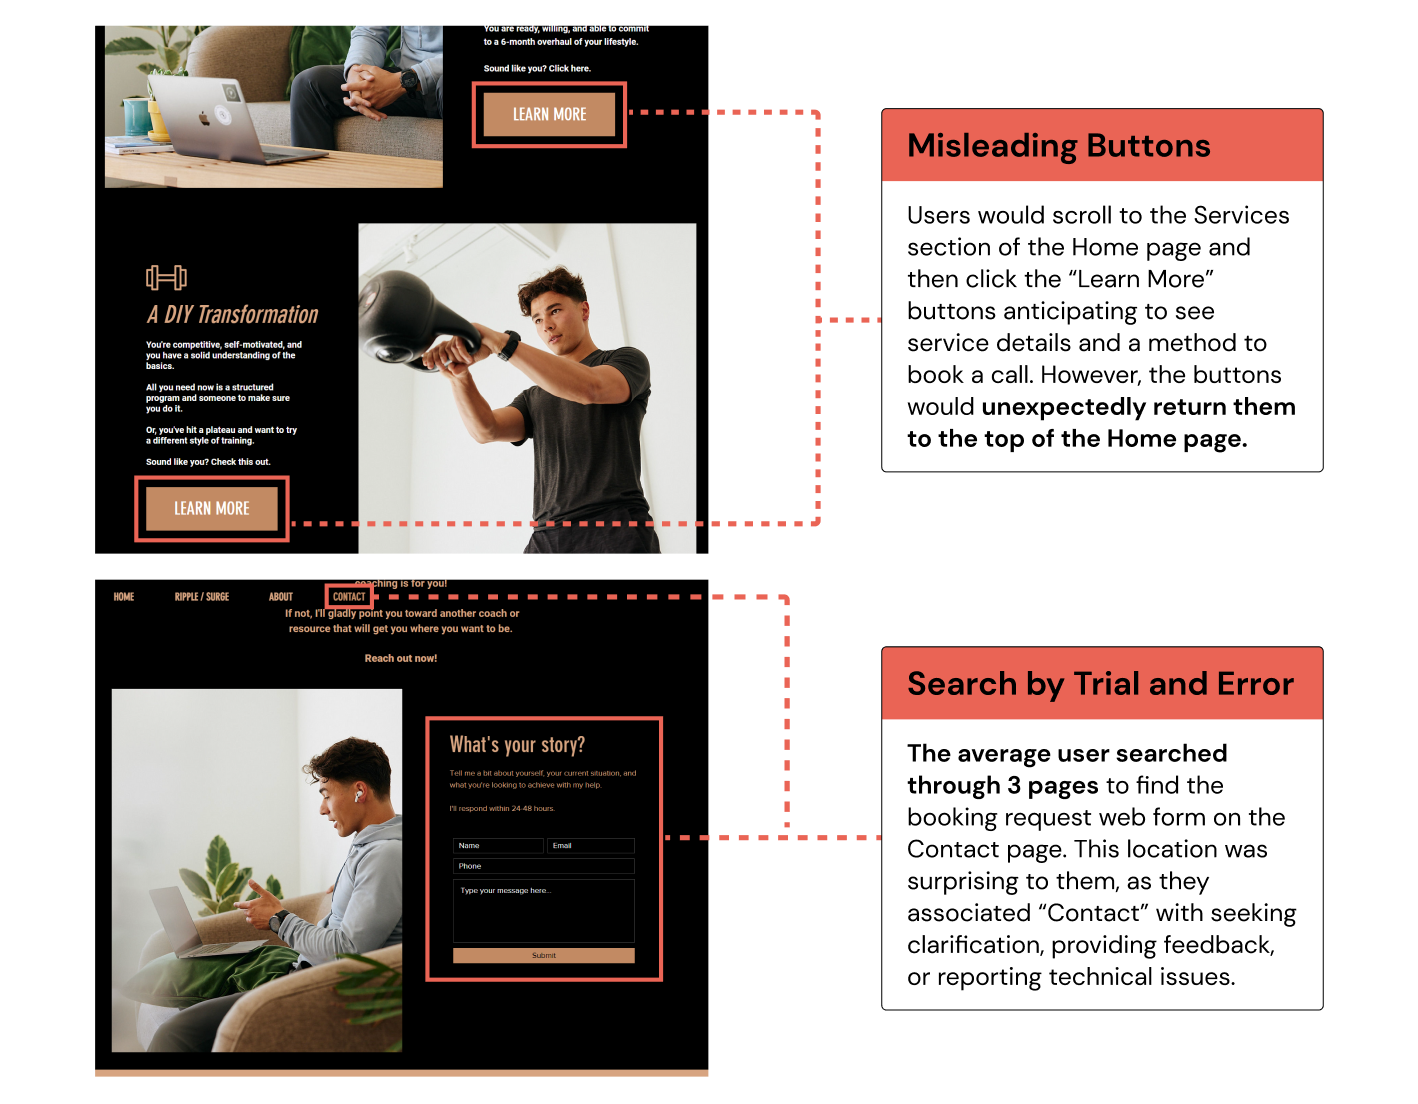 You are ready, willing, and able to commit
to a 6-month overhaul of your lifestyle.
Sound like you? Click here.
LEARN MORE
A DIY Transformation
You're competitive, self-motivated, and
you have a solid understanding of the
basics.
All you need now is a structured
program and someone to make sure
you do it.
Or, you've hit a plateau and want to try
a different style of training.
Sound like you? Check this out.
LEARN MORE
Misleading Buttons
Users would scroll to the Services
section of the Home page and
then click the “Learn More”
buttons anticipating to see
service details and a method to
book a call. However, the buttons
would unexpectedly return them
to the top of the Home page.
coaching is for you!
HOME RIPPLE / SURGE ABOUT CONTACT
If not, I'll gladly point you toward another coach or
resource that will get you where you want to be.
Reach out now!
What's your story?
Tell me a bit about yourself, your current situation, and
what you're looking to achieve with my help.
I'll respond within 24-48 hours.
Name Email
Phone
Type your message here...
Submit
Search by Trial and Error
The average user searched
through 3 pages to find the
booking request web form on the
Contact page. This location was
surprising to them, as they
associated “Contact” with seeking
clarification, providing feedback,
or reporting technical issues.